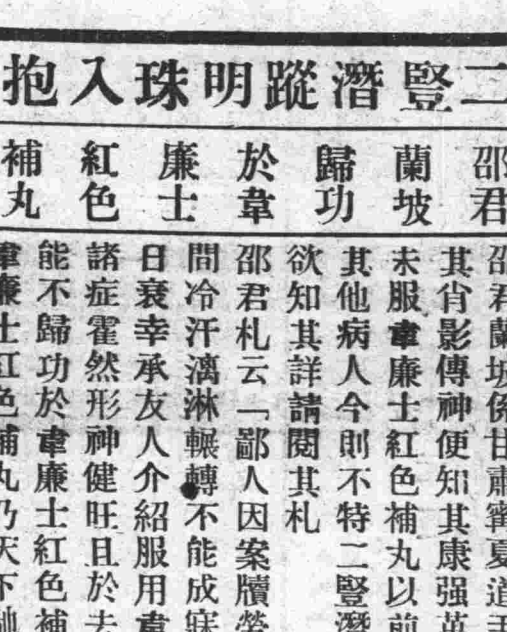 二豎潛蹤明珠入抱
邵君蘭坡歸功於韋廉士紅色補丸
邵君蘭坡係甘肅寧夏道
其肖影傳神便知其康强
未服韋廉士紅色補丸以前
其他病人今則不特二豎潛
欲知其詳請閱其札
邵君札云「鄙人因案牘勞
間冷汗漓淋輾轉不能成寐
日衰幸承友人介紹服用韋
諸症霍然形神健旺且於去
能不歸功於韋廉士紅色補
韋廉士紅色補丸乃天下